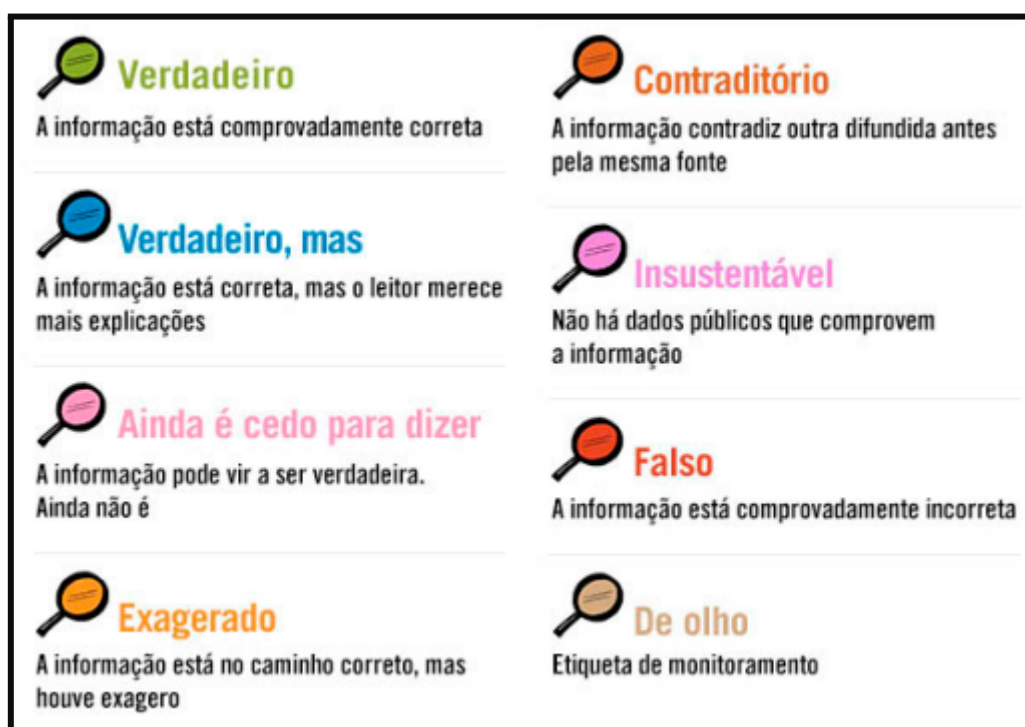 Verdadeiro
A informação está comprovadamente correta
Verdadeiro, mas
A informação está correta, mas o leitor merece
mais explicações
Ainda é cedo para dizer
A informação pode vir a ser verdadeira.
Ainda não é
Exagerado
A informação está no caminho correto, mas
houve exagero
Contraditório
A informação contradiz outra difundida antes
pela mesma fonte
Insustentável
Não há dados públicos que comprovem
a informação
Falso
A informação está comprovadamente incorreta
De olho
Etiqueta de monitoramento